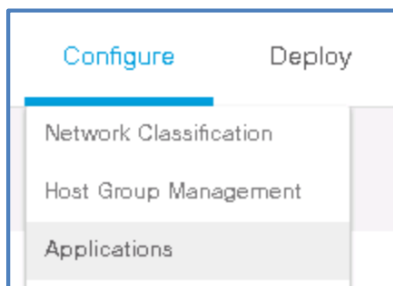 Configure Deploy
Network Classification
Host Group Management
Applications